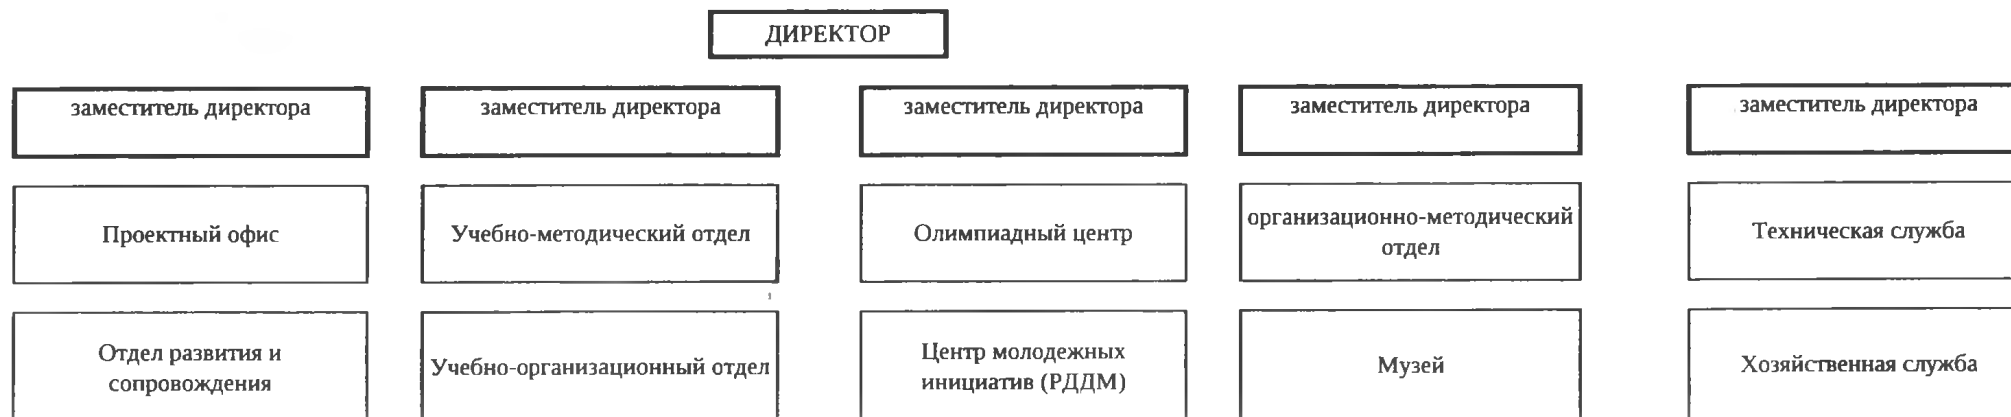 ДИРЕКТОР
заместитель директора
заместитель директора
заместитель директора
заместитель директора
заместитель директора
Проектный офис
Учебно-методический отдел
Олимпиадный центр
организационно-методический
отдел
Техническая служба
Отдел развития и
сопровождения
Учебно-организационный отдел
Центр молодежных
инициатив (РДДМ)
Музей
Хозяйственная служба